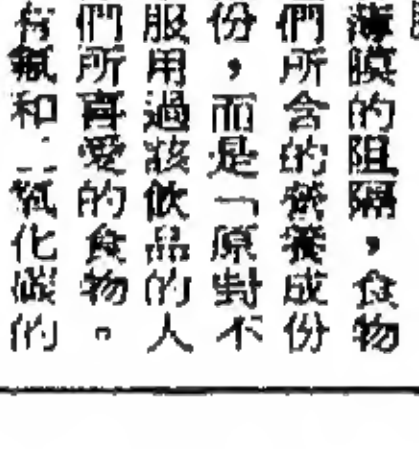 薄膜的阻隔，食物
們所含的營養成份
份，而是「原封不
服用過該飲品的人
們所喜愛的食物。
有氮和二氧化碳的